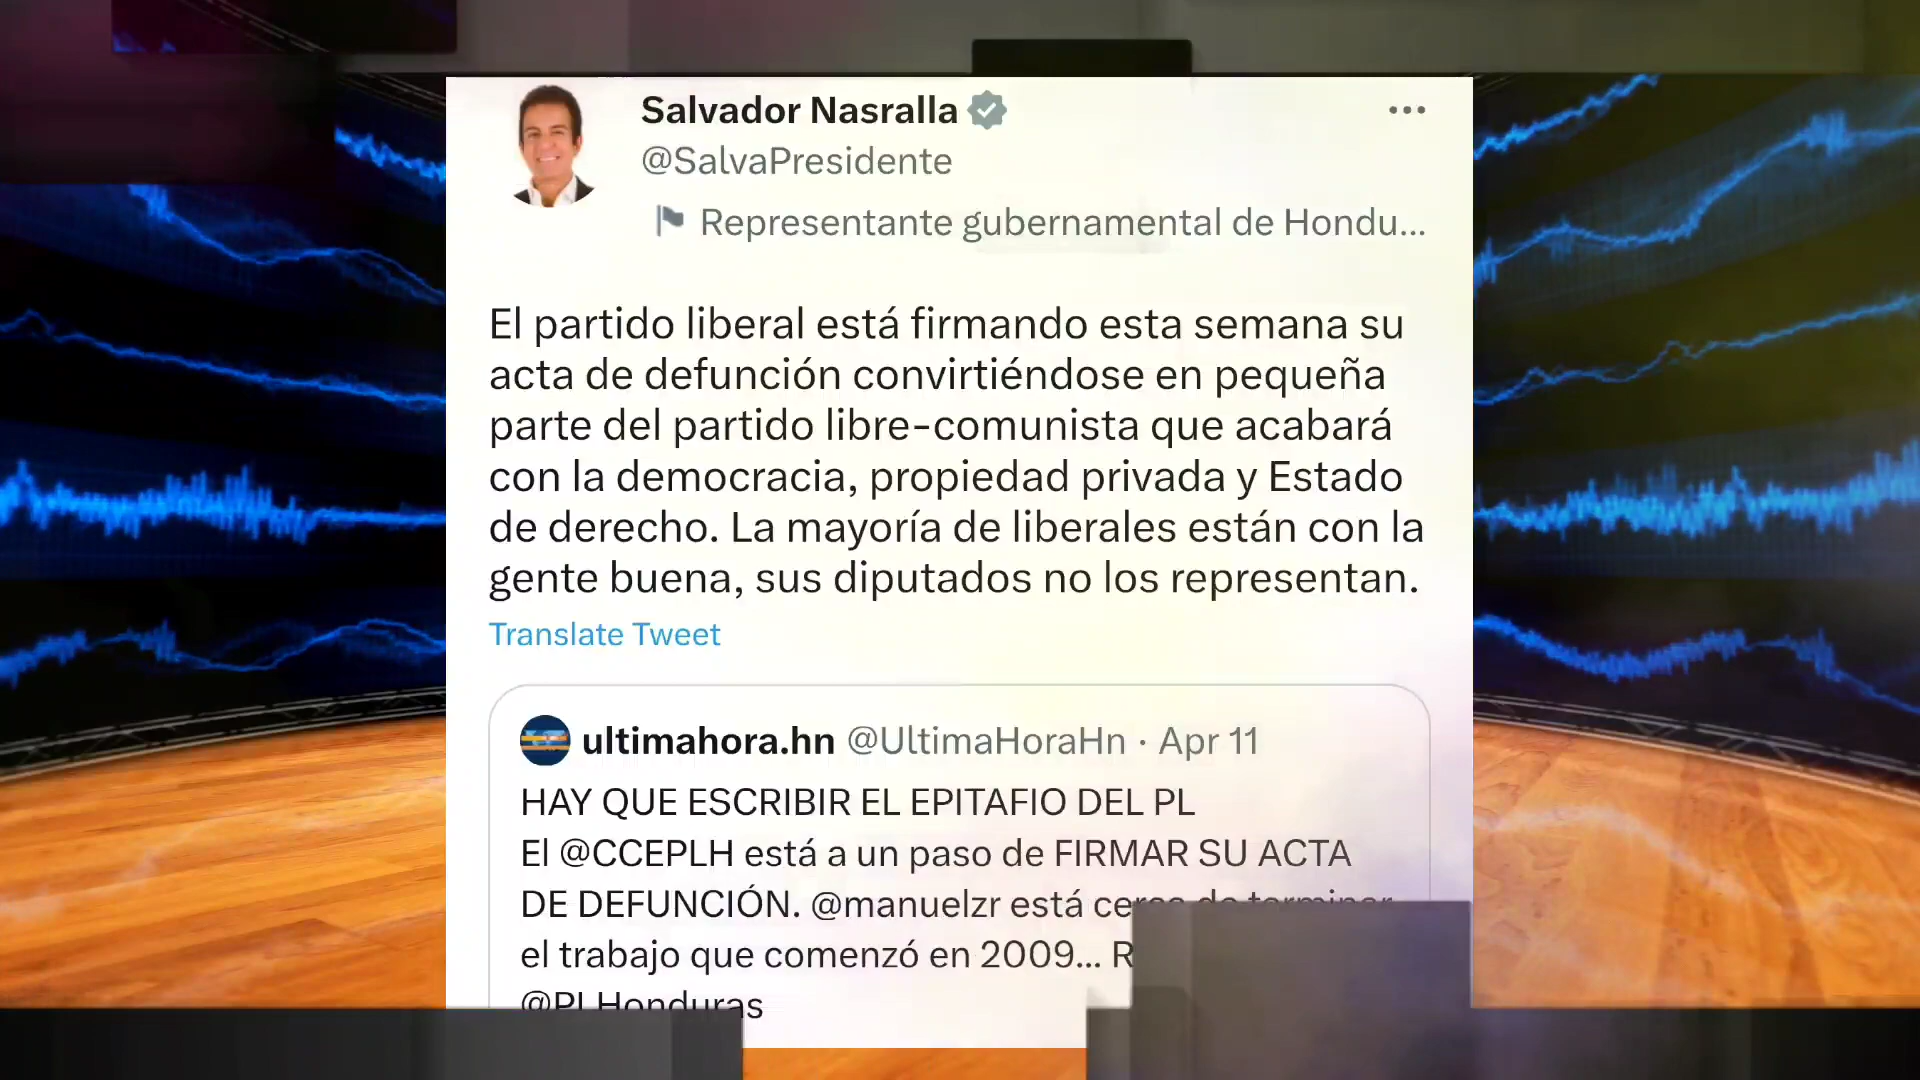 Salvador Nasralla
@SalvaPresidente
Representante gubernamental de Hondu...
El partido liberal está firmando esta semana su
acta de defunción convirtiéndose en pequeña
parte del partido libre-comunista que acabará
con la democracia, propiedad privada y Estado
de derecho. La mayoría de liberales están con la
gente buena, sus diputados no los representan.
Translate Tweet
ultimahora.hn @UltimaHoraHn · Apr 11
HAY QUE ESCRIBIR EL EPITAFIO DEL PL
El @CCEPLH está a un paso de FIRMAR SU ACTA
DE DEFUNCIÓN. @manuelzr está cerca de terminar
el trabajo que comenzó en 2009... R
@PLHonduras